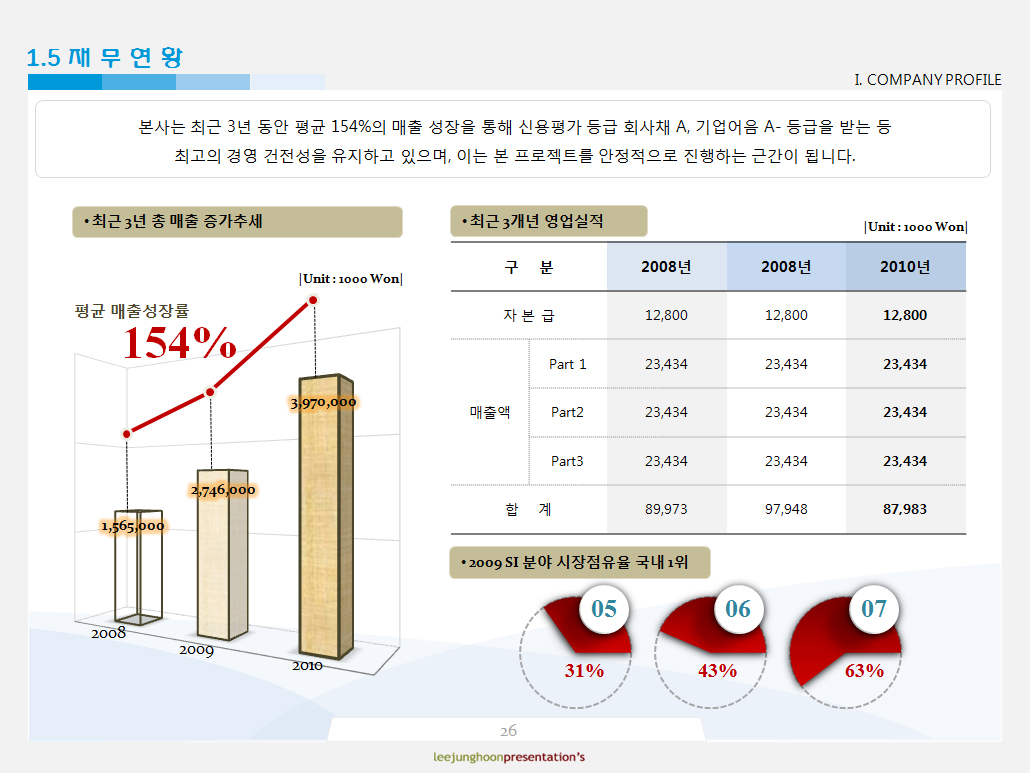 1.5 재 무 연 황
I. COMPANY PROFILE
본사는 최근 3년 동안 평균 154%의 매출 성장을 통해 신용평가 등급 회사채 A, 기업어음 A- 등급을 받는 등
최고의 경영 건전성을 유지하고 있으며, 이는 본 프로젝트를 안정적으로 진행하는 근간이 됩니다.
•최근 3년 총 매출 증가추세
|Unit : 1000 Won|
평균 매출성장률
154%
3,970,000
2,746,000
1,565,000
2008
2009
2010
•최근 3개년 영업실적
|Unit : 1000 Won|
구 분 2008년 2008년 2010년
자 본 급 12,800 12,800 12,800
매출액
Part 1 23,434 23,434 23,434
Part2 23,434 23,434 23,434
Part3 23,434 23,434 23,434
합 계 89,973 97,948 87,983
•2009 SI 분야 시장점유율 국내 1위
05 06 07
31% 43% 63%
26
leejunghoonpresentation's